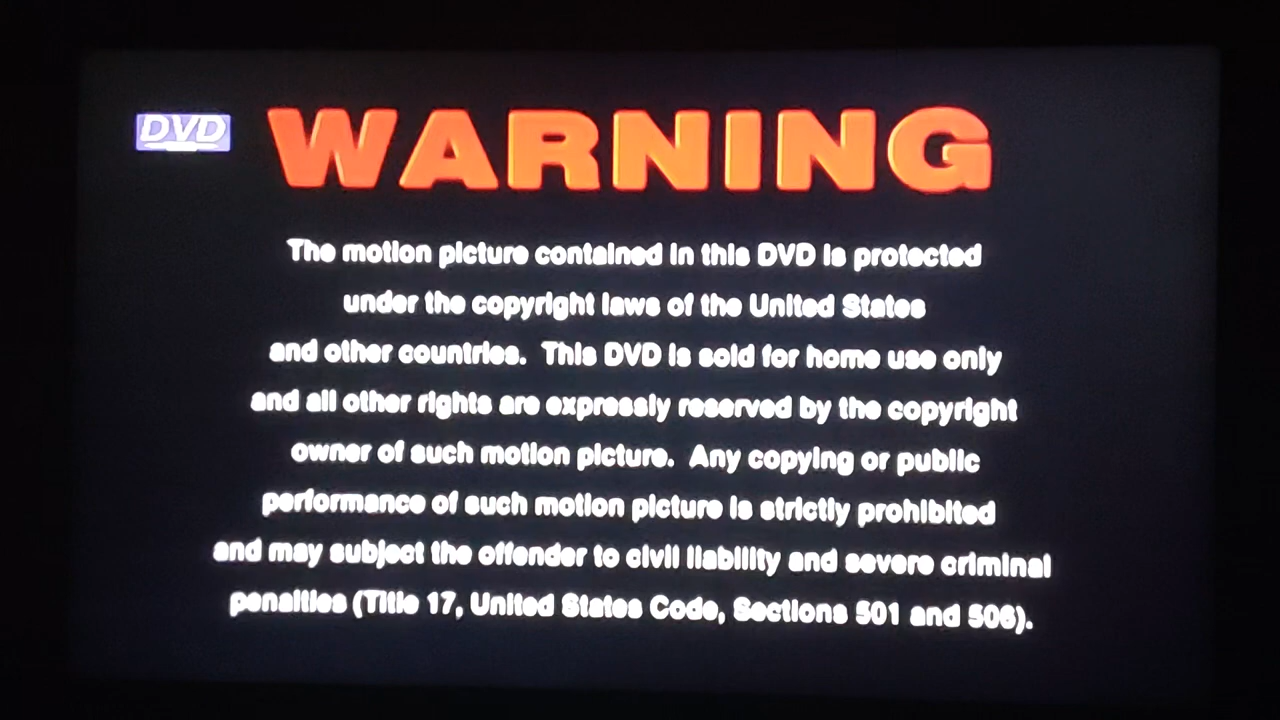 DVD WARNING
The motion picture contained in this DVD is protected
under the copyright laws of the United States
and other countries.  This DVD is sold for home use only
and all other rights are expressly reserved by the copyright
owner of such motion picture.  Any copying or public
performance of such motion picture is strictly prohibited
and may subject the offender to civil liability and severe criminal
penalties (Title 17, United States Code, Sections 501 and 506).